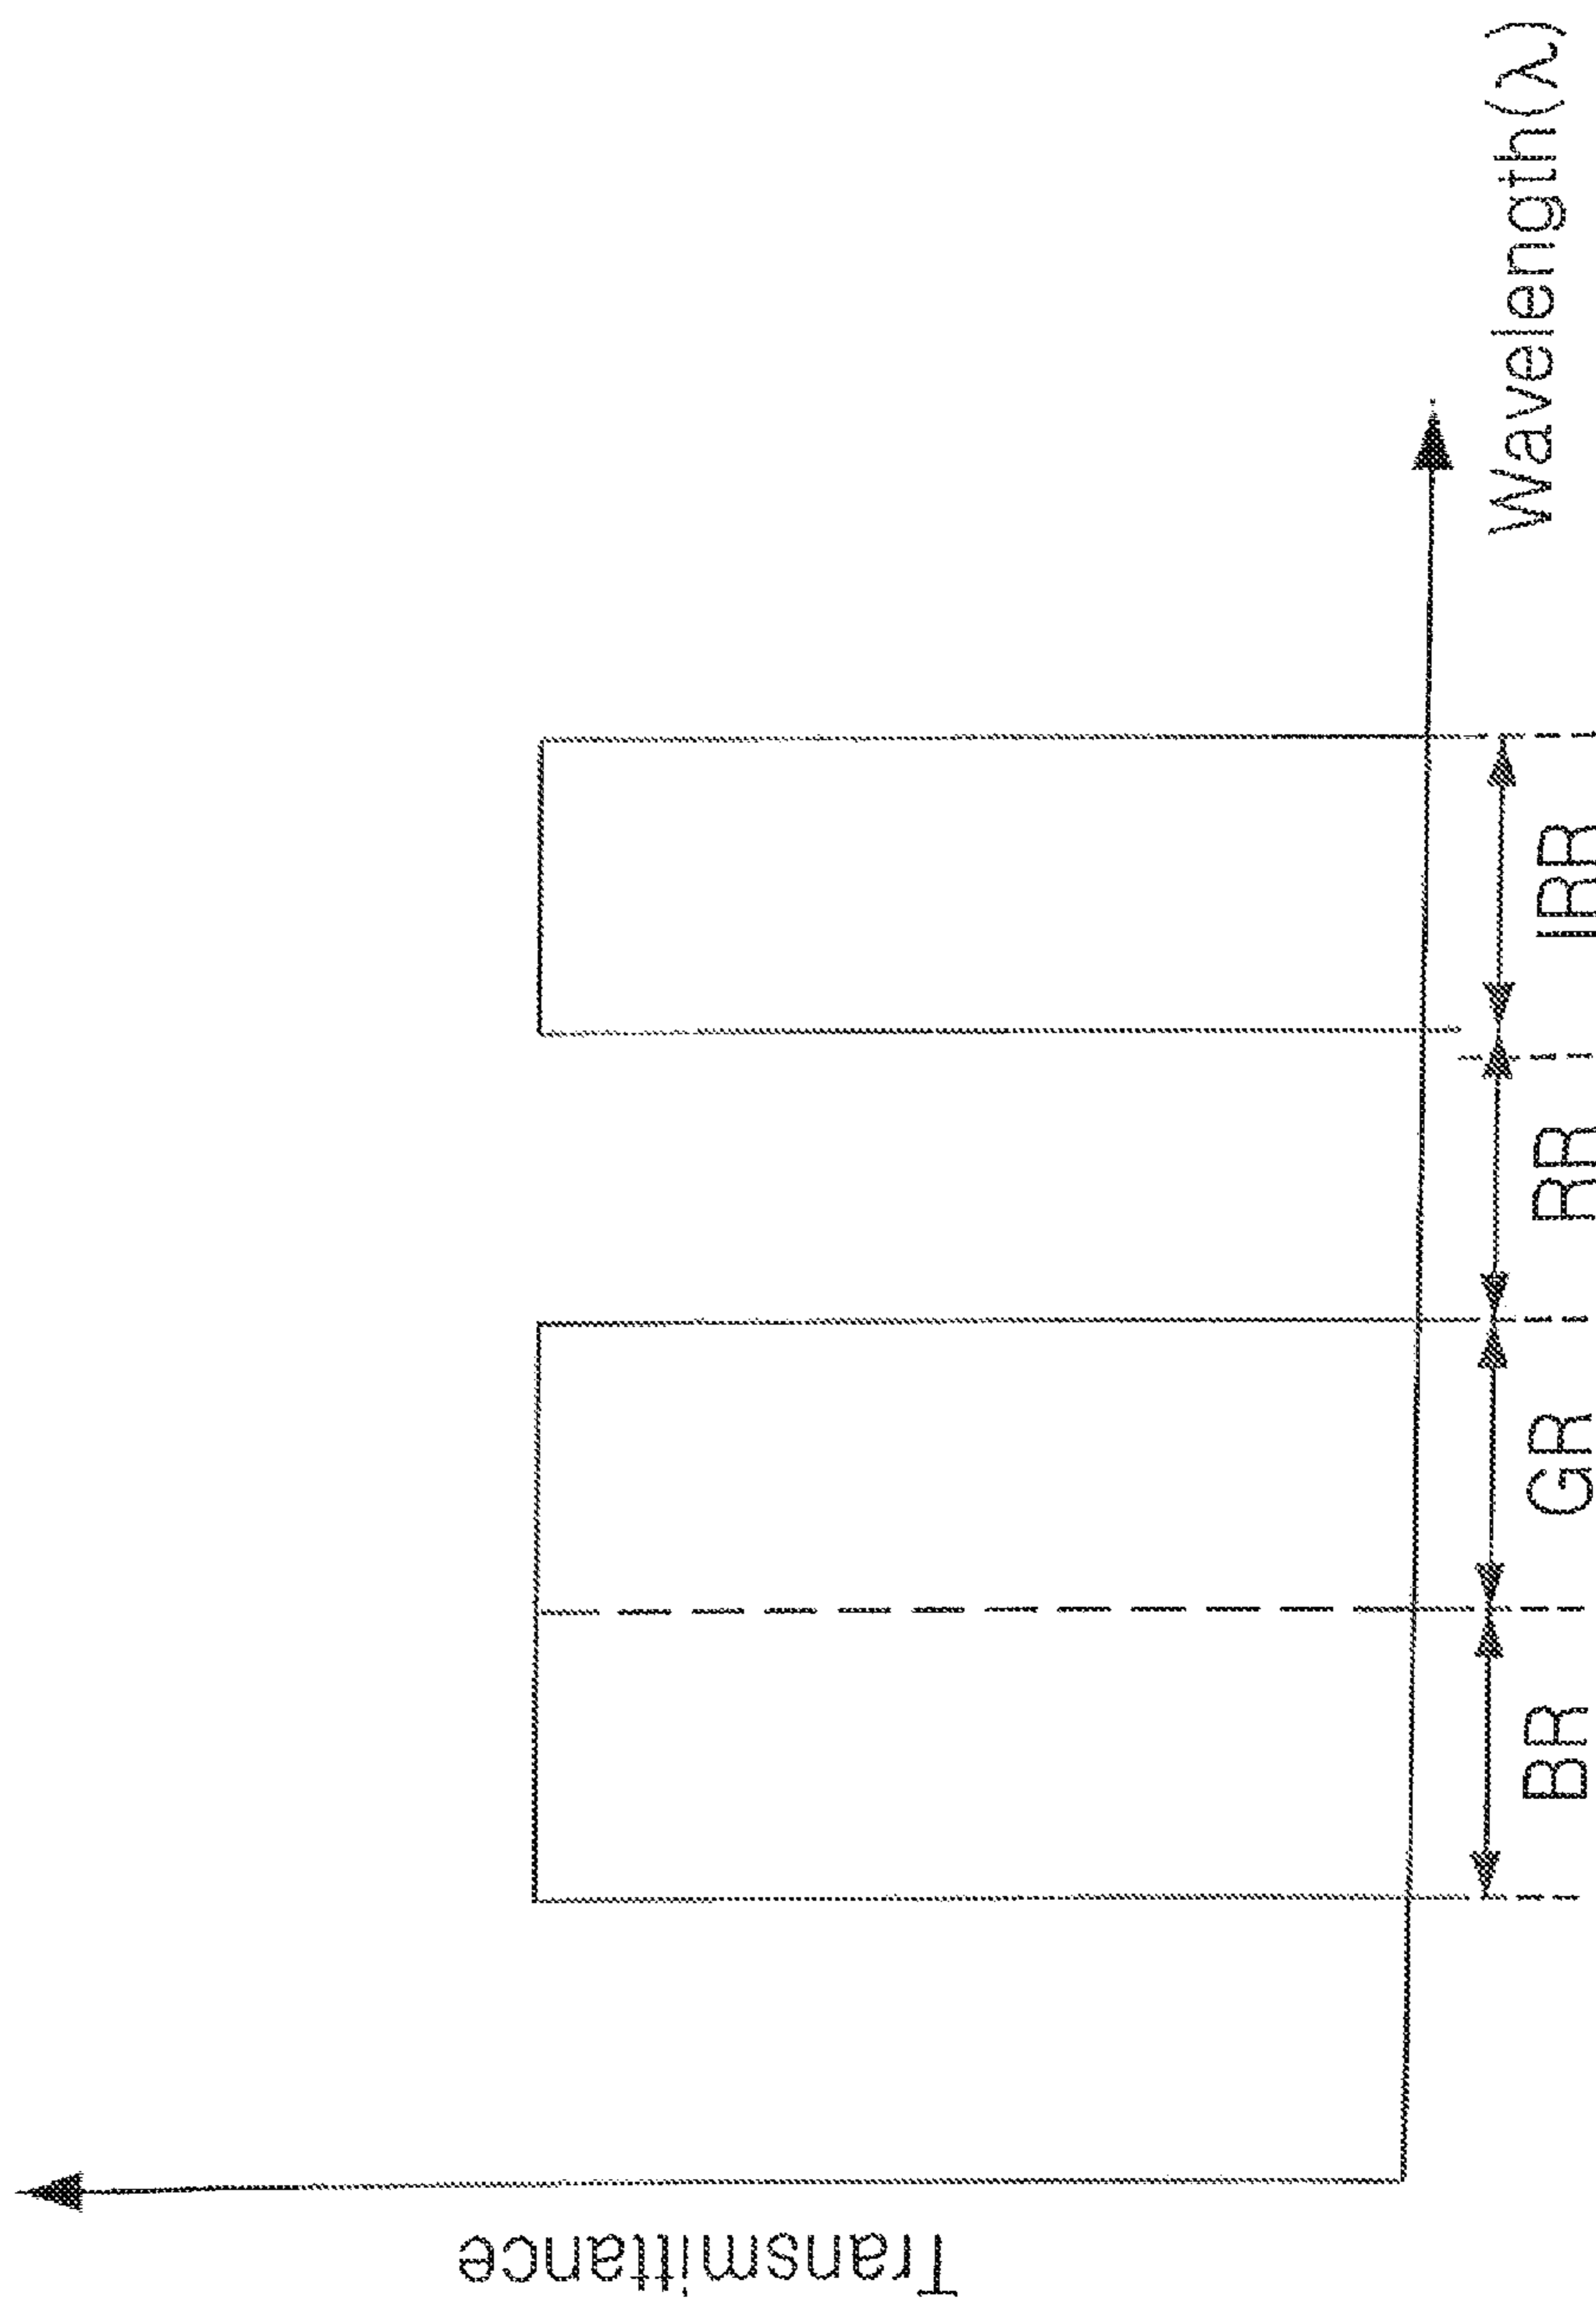 Transmittance
BR
GR
RR
IRR
Wavelength(λ)